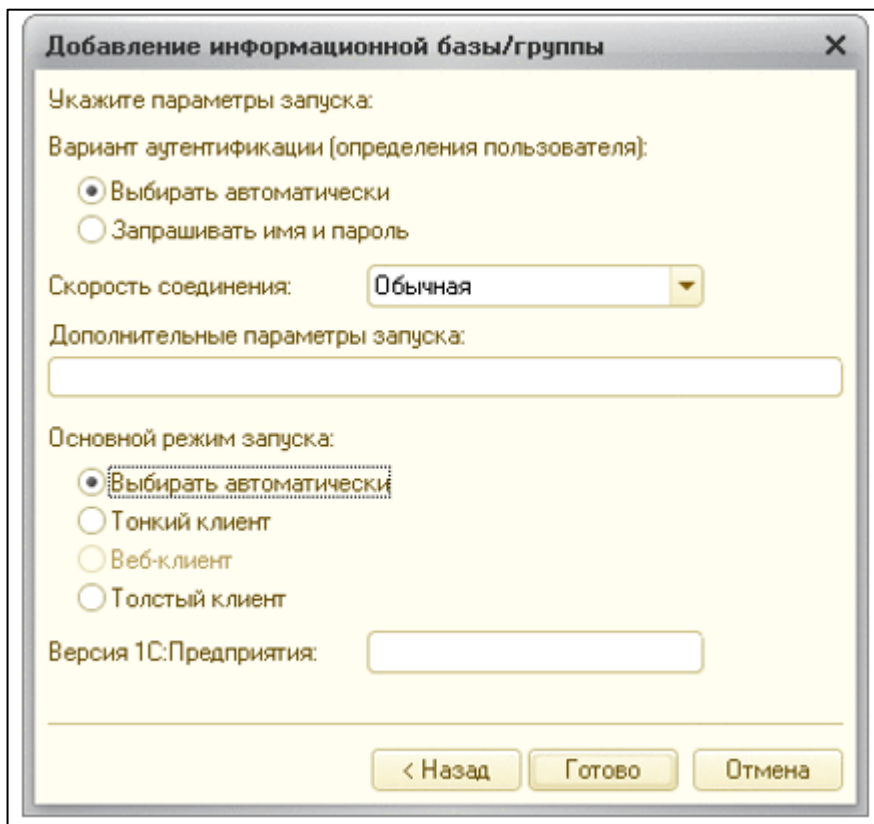 Добавление информационной базы/группы
Укажите параметры запуска:
Вариант аутентификации (определения пользователя):
Выбирать автоматически
Запрашивать имя и пароль
Скорость соединения: Обычная
Дополнительные параметры запуска:
Основной режим запуска:
Выбирать автоматически
Тонкий клиент
Веб-клиент
Толстый клиент
Версия 1С:Предприятия:
< Назад Готово Отмена